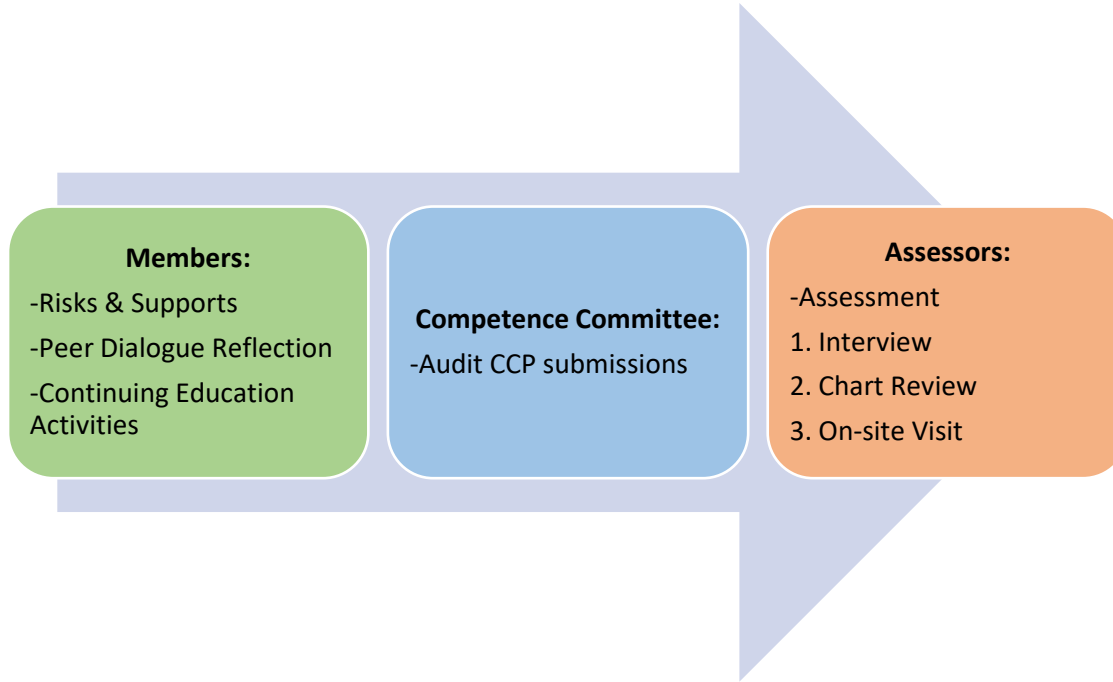 Members:
-Risks & Supports
-Peer Dialogue Reflection
-Continuing Education
Activities
Competence Committee:
-Audit CCP submissions
Assessors:
-Assessment
1. Interview
2. Chart Review
3. On-site Visit